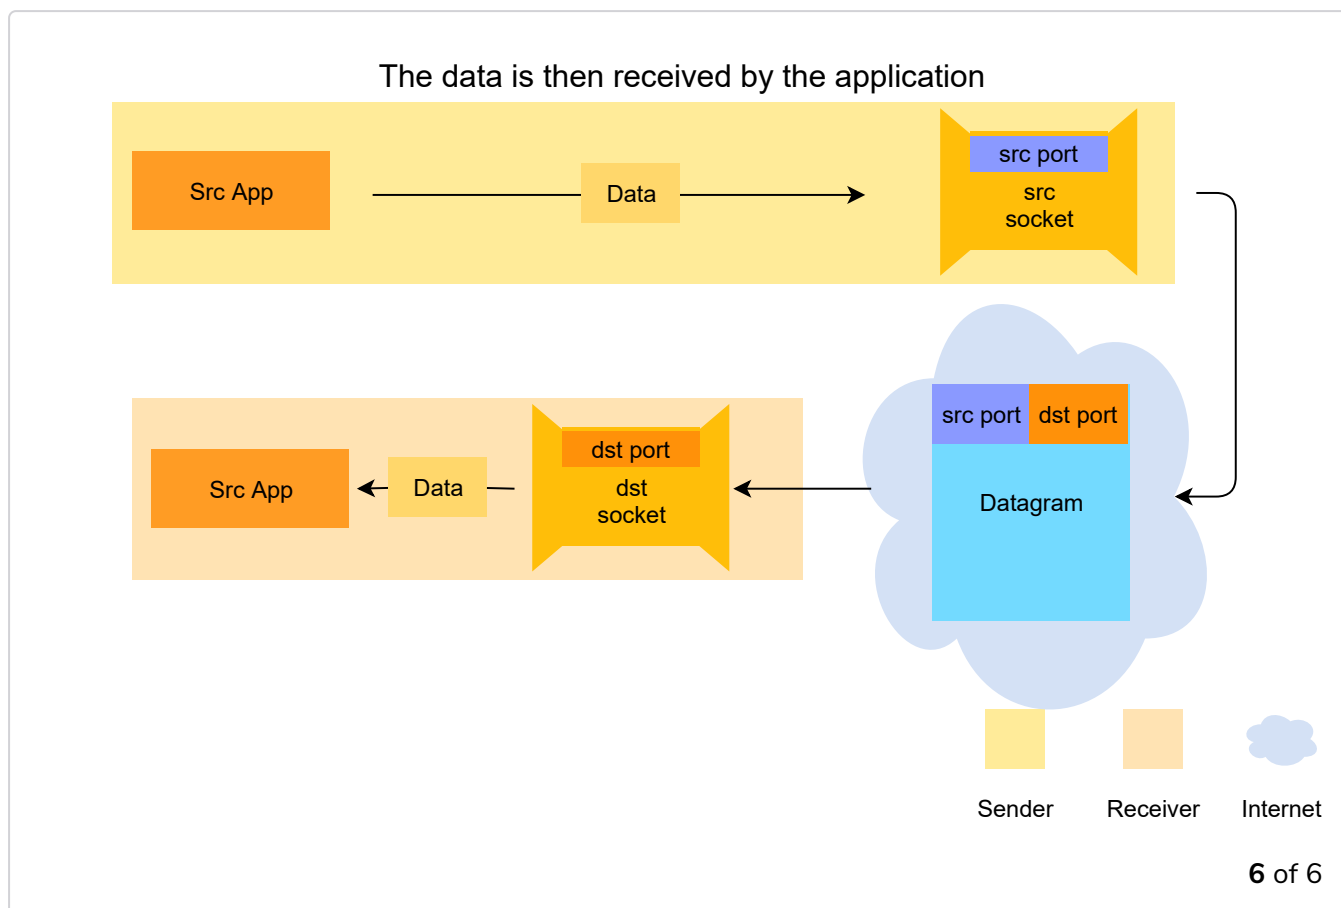 The data is then received by the application
Src App
Data
src port
src
socket
src port
dst port
Datagram
dst port
dst
socket
Data
Src App
Sender
Receiver
Internet
6 of 6